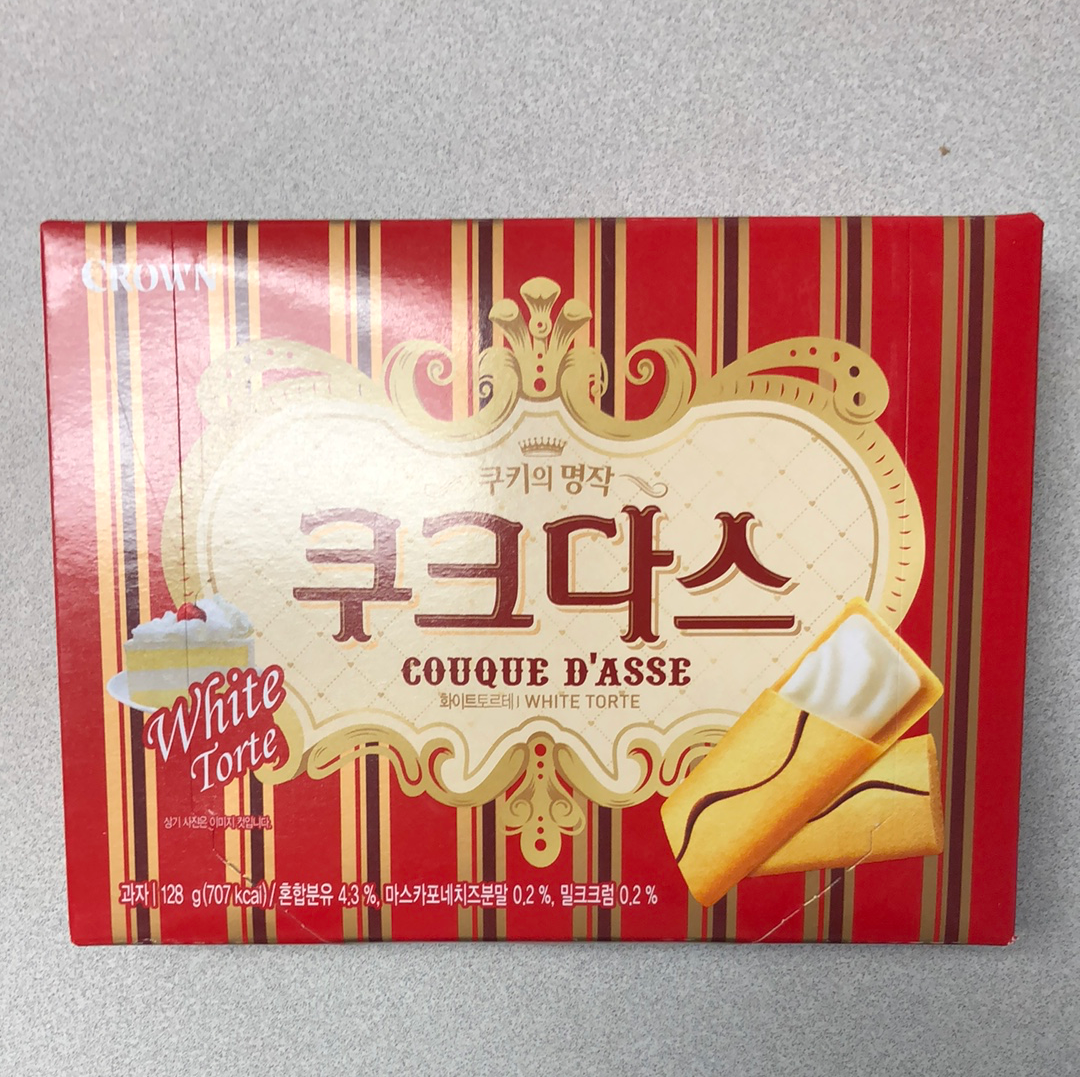 CROWN
쿠키의 명작
쿠크다스
COUQUE D'ASSE
화이트토르테 | WHITE TORTE
White
Torte
상기 사진은 이미지 컷입니다.
과자 | 128 g(707 kcal) / 혼합분유 4.3 %, 마스카포네치즈분말 0.2 %, 밀크크럼 0.2 %